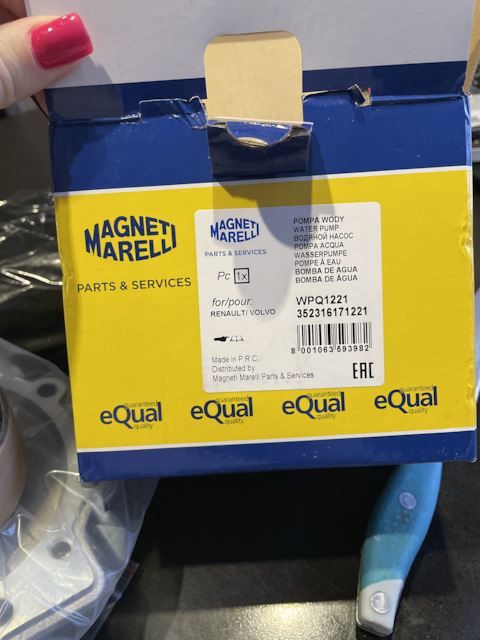 MAGNETI
MARELLI
PARTS & SERVICES
MAGNETI
MARELLI
PARTS & SERVICES
Pc 1x
for/pour:
RENAULT/ VOLVO
POMPA WODY
WATER PUMP
ВОДЯНОЙ НАСОС
POMPA ACQUA
WASSERPUMPE
POMPE À EAU
BOMBA DE AGUA
BOMBA DE ÁGUA
WPQ1221
352316171221
8 001063 593982
Made in P.R.C.
Distributed by
Magneti Marelli Parts & Services
EAC
guaranteed
eQual
quality
guaranteed
eQual
quality
guaranteed
eQual
quality
guaranteed
eQual
quality